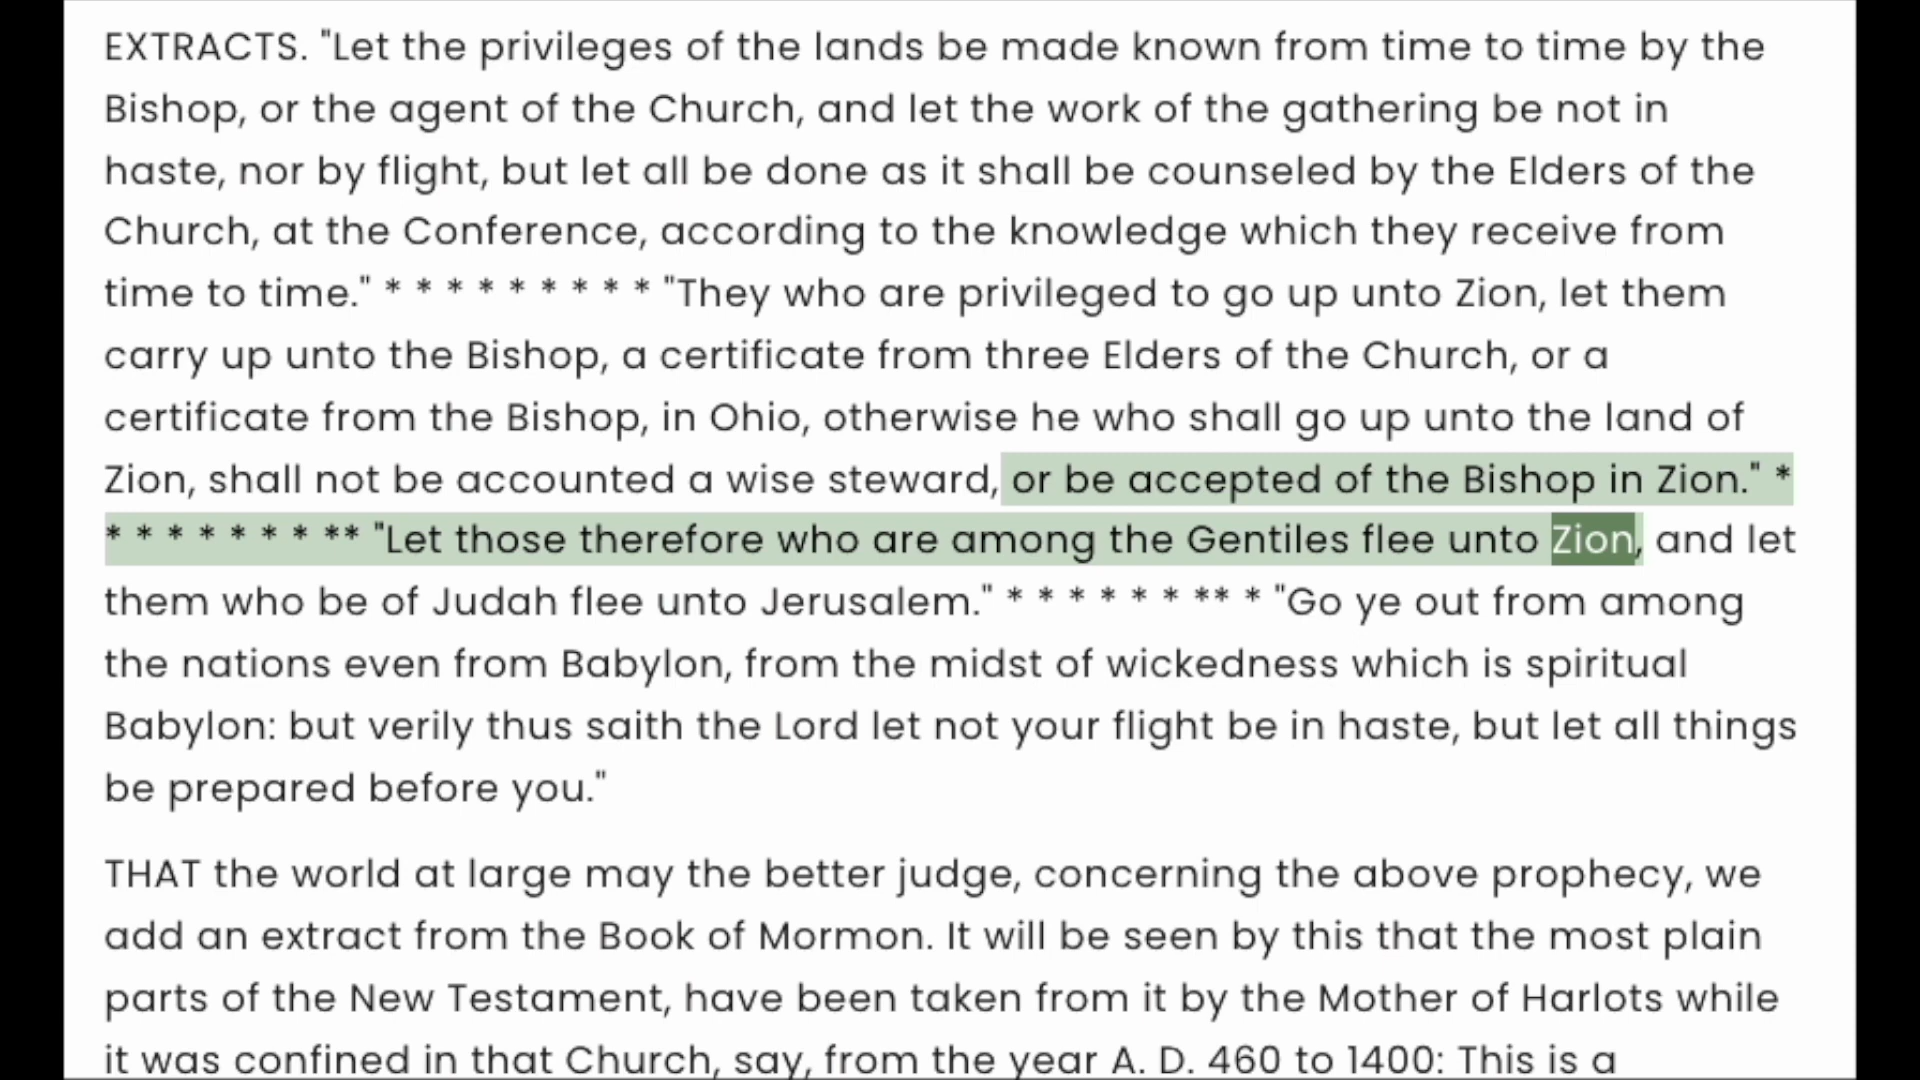 EXTRACTS. "Let the privileges of the lands be made known from time to time by the
Bishop, or the agent of the Church, and let the work of the gathering be not in
haste, nor by flight, but let all be done as it shall be counseled by the Elders of the
Church, at the Conference, according to the knowledge which they receive from
time to time." * * * * * * * * * "They who are privileged to go up unto Zion, let them
carry up unto the Bishop, a certificate from three Elders of the Church, or a
certificate from the Bishop, in Ohio, otherwise he who shall go up unto the land of
Zion, shall not be accounted a wise steward, or be accepted of the Bishop in Zion." *
* * * * * * * ** "Let those therefore who are among the Gentiles flee unto Zion, and let
them who be of Judah flee unto Jerusalem." * * * * * * ** * "Go ye out from among
the nations even from Babylon, from the midst of wickedness which is spiritual
Babylon: but verily thus saith the Lord let not your flight be in haste, but let all things
be prepared before you."
THAT the world at large may the better judge, concerning the above prophecy, we
add an extract from the Book of Mormon. It will be seen by this that the most plain
parts of the New Testament, have been taken from it by the Mother of Harlots while
it was confined in that Church, say, from the year A. D. 460 to 1400: This is a